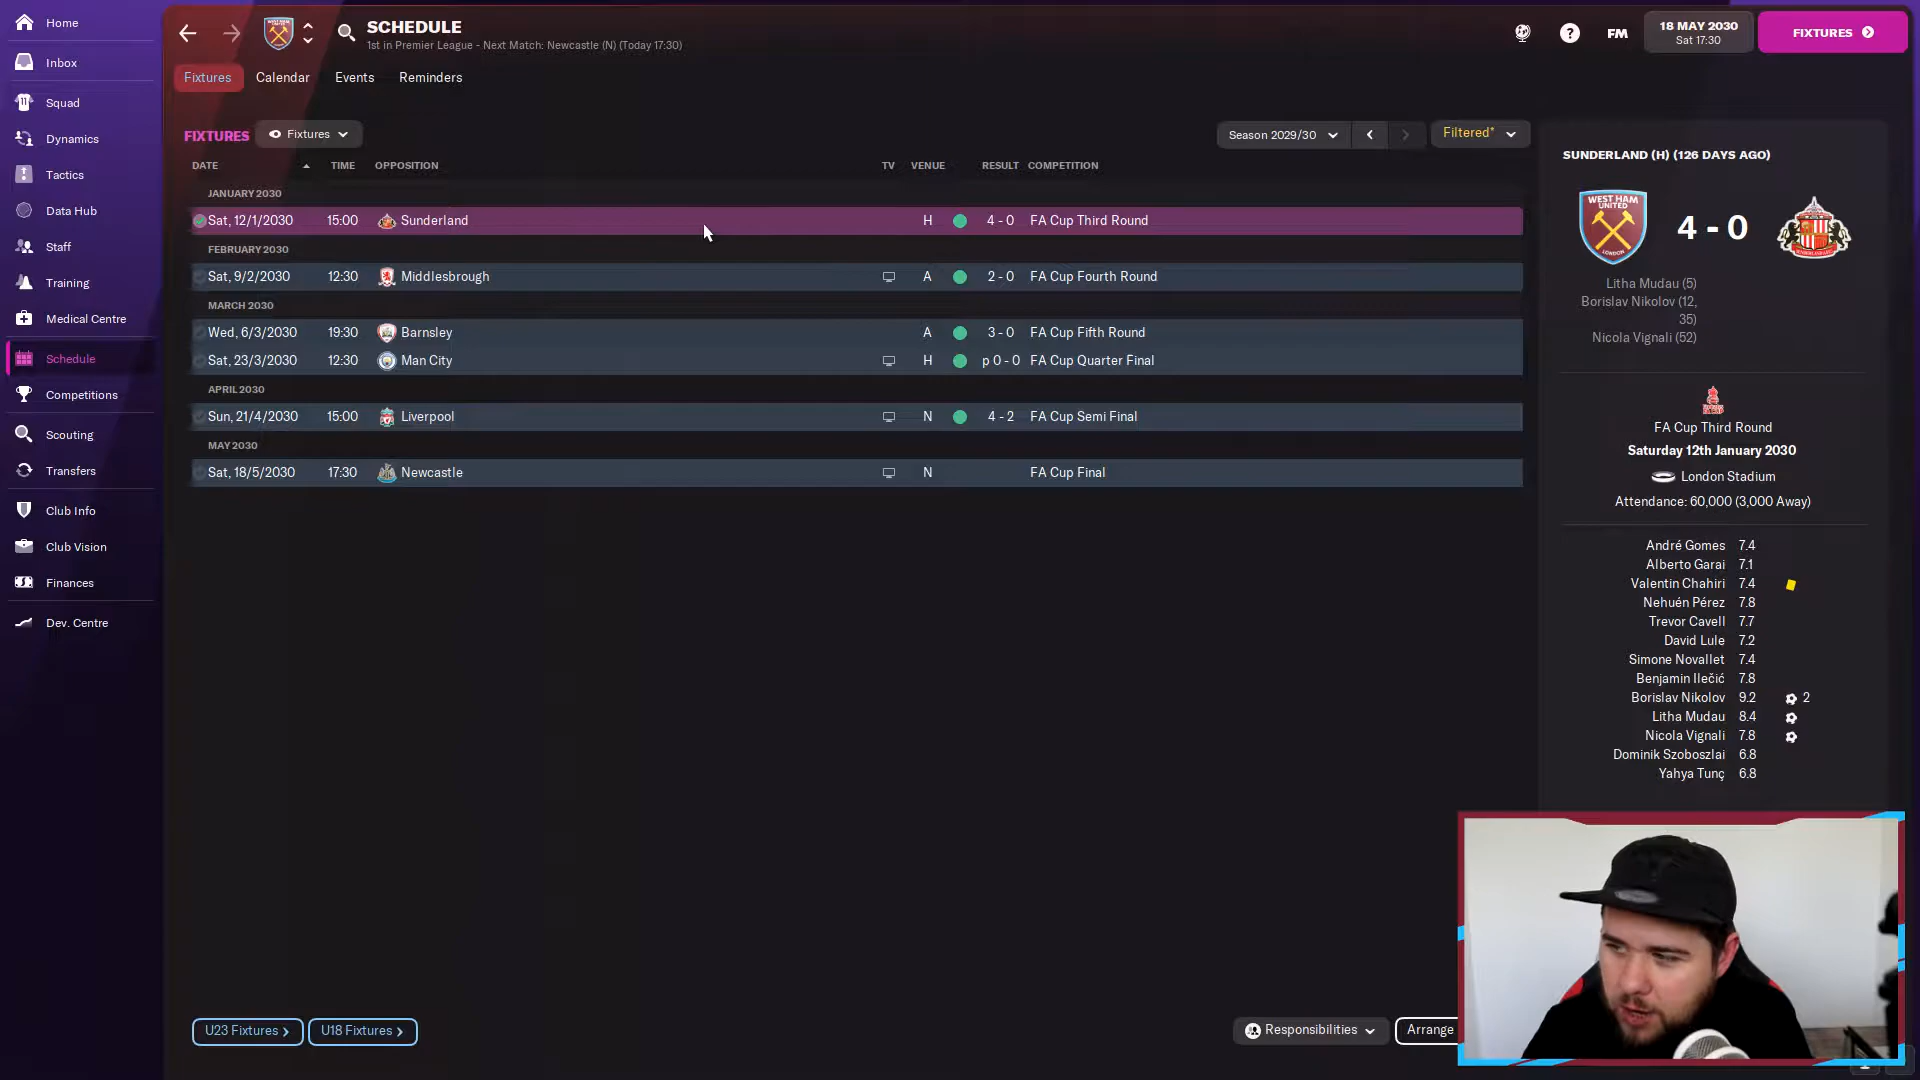 Home
Inbox
Squad
Dynamics
Tactics
Data Hub
Staff
Training
Medical Centre
Schedule
Competitions
Scouting
Transfers
Club Info
Club Vision
Finances
Dev. Centre
SCHEDULE
1st in Premier League - Next Match: Newcastle (N) (Today 17:30)
FM
18 MAY 2030
Sat 17:30
FIXTURES
Fixtures Calendar Events Reminders
FIXTURES Fixtures
Season 2029/30
Filtered*
DATE TIME OPPOSITION TV VENUE RESULT COMPETITION
JANUARY 2030
Sat, 12/1/2030 15:00 Sunderland H 4 - 0 FA Cup Third Round
FEBRUARY 2030
Sat, 9/2/2030 12:30 Middlesbrough A 2 - 0 FA Cup Fourth Round
MARCH 2030
Wed, 6/3/2030 19:30 Barnsley A 3 - 0 FA Cup Fifth Round
Sat, 23/3/2030 12:30 Man City H p 0 - 0 FA Cup Quarter Final
APRIL 2030
Sun, 21/4/2030 15:00 Liverpool N 4 - 2 FA Cup Semi Final
MAY 2030
Sat, 18/5/2030 17:30 Newcastle N FA Cup Final
SUNDERLAND (H) (126 DAYS AGO)
WEST HAM
UNITED
LONDON
4 - 0
Litha Mudau (5)
Borislav Nikolov (12,
35)
Nicola Vignali (52)
FA Cup Third Round
Saturday 12th January 2030
London Stadium
Attendance: 60,000 (3,000 Away)
André Gomes 7.4
Alberto Garai 7.1
Valentin Chahiri 7.4
Nehuén Pérez 7.8
Trevor Cavell 7.7
David Lule 7.2
Simone Novallet 7.4
Benjamin Ilečić 7.8
Borislav Nikolov 9.2 2
Litha Mudau 8.4
Nicola Vignali 7.8
Dominik Szoboszlai 6.8
Yahya Tunç 6.8
U23 Fixtures
U18 Fixtures
Responsibilities
Arrange